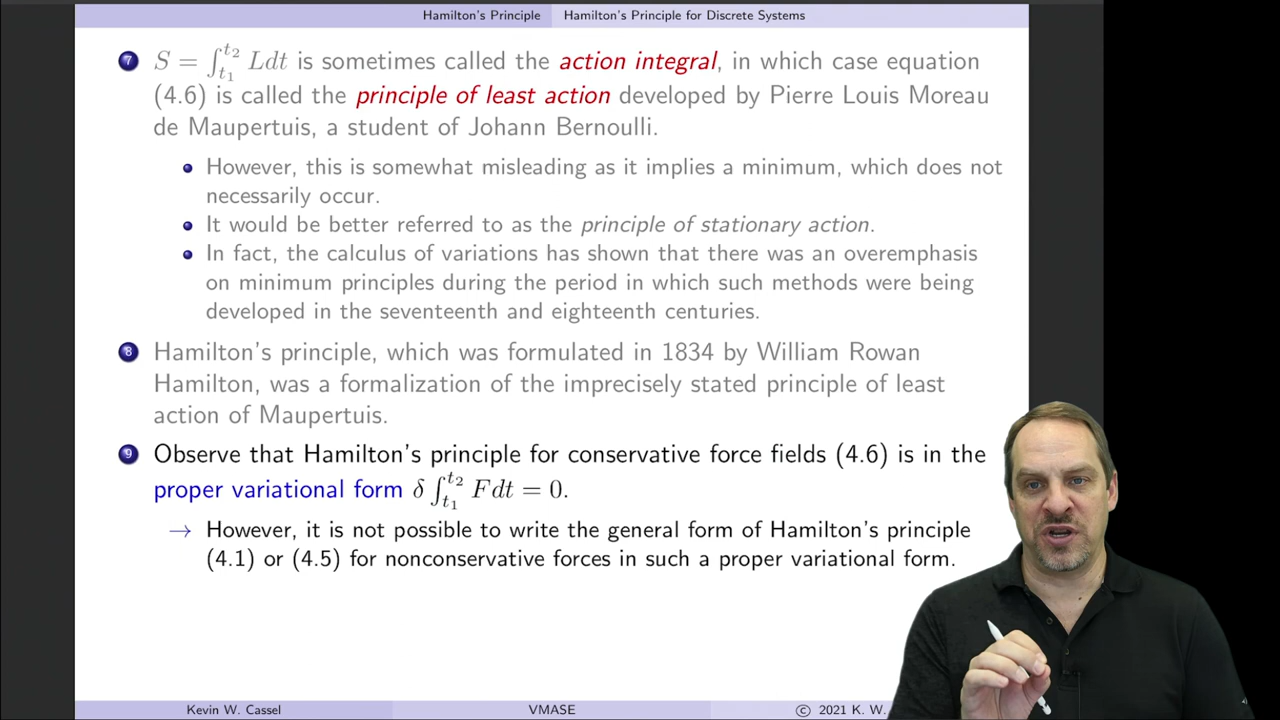 Hamilton's Principle Hamilton's Principle for Discrete Systems
7 S = ∫_{t_1}^{t_2} Ldt is sometimes called the action integral, in which case equation
(4.6) is called the principle of least action developed by Pierre Louis Moreau
de Maupertuis, a student of Johann Bernoulli.
However, this is somewhat misleading as it implies a minimum, which does not
necessarily occur.
It would be better referred to as the principle of stationary action.
In fact, the calculus of variations has shown that there was an overemphasis
on minimum principles during the period in which such methods were being
developed in the seventeenth and eighteenth centuries.
8 Hamilton's principle, which was formulated in 1834 by William Rowan
Hamilton, was a formalization of the imprecisely stated principle of least
action of Maupertuis.
9 Observe that Hamilton's principle for conservative force fields (4.6) is in the
proper variational form δ ∫_{t_1}^{t_2} Fdt = 0.
→ However, it is not possible to write the general form of Hamilton's principle
(4.1) or (4.5) for nonconservative forces in such a proper variational form.
Kevin W. Cassel VMASE © 2021 K. W.